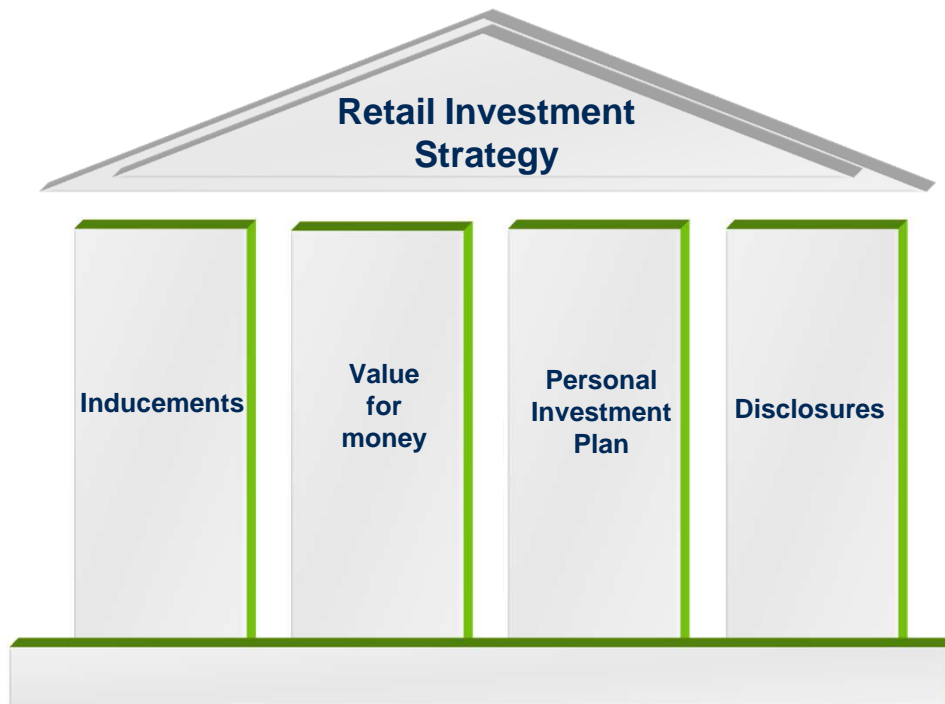 Retail Investment
Strategy
Inducements
Value
for
money
Personal
Investment
Plan
Disclosures